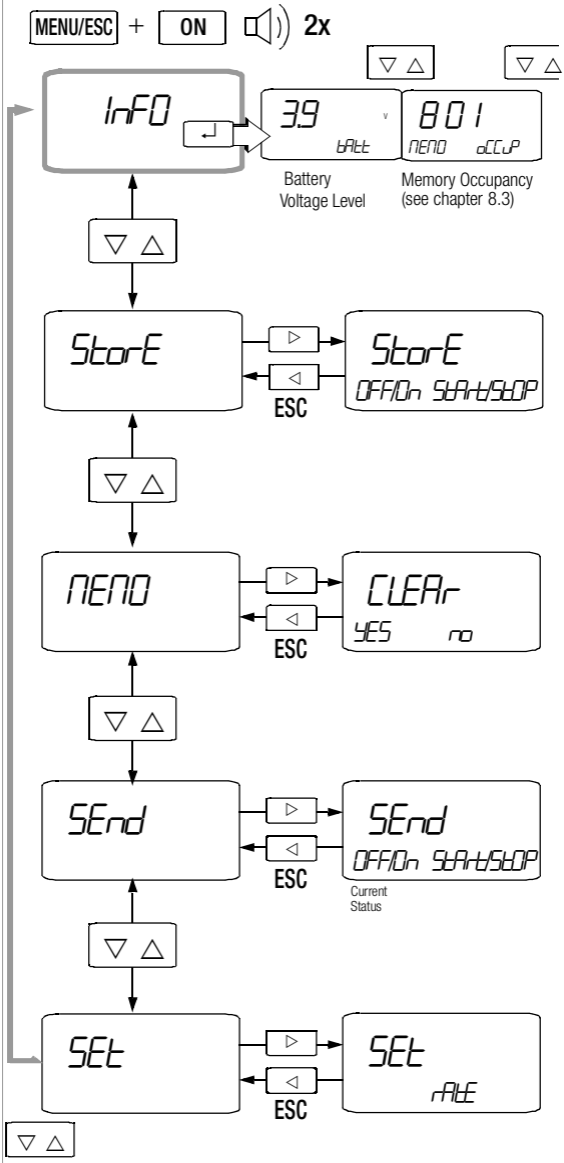 MENU/ESC + ON 2x
InFO
3.9 v
bAtt
801
MEMO oCCuP
Battery
Voltage Level
Memory Occupancy
(see chapter 8.3)
StorE
StorE
OFF/On StArt/StOP
ESC
MEMO
CLEAr
YES no
ESC
SEnd
SEnd
OFF/On StArt/StOP
ESC
Current
Status
SEt
SEt
rAtE
ESC